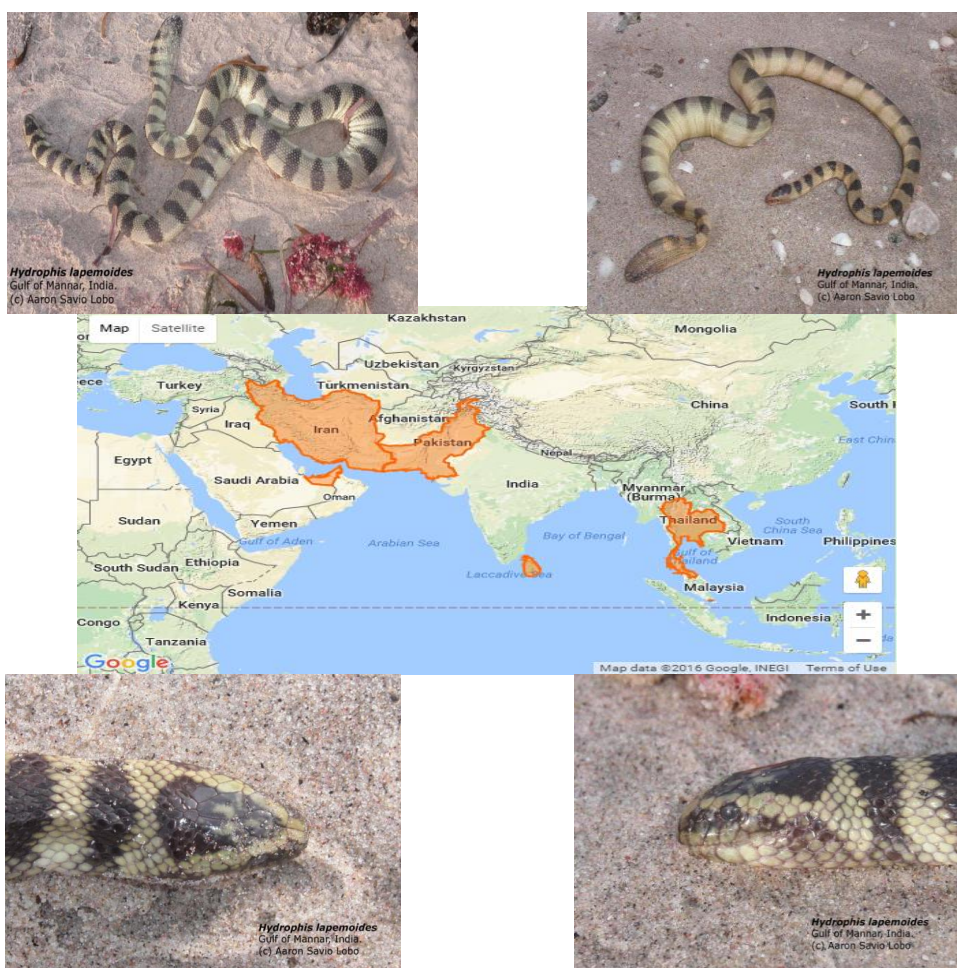 Hydrophis lapemoides
Gulf of Mannar, India.
(c) Aaron Savio Lobo
Hydrophis lapemoides
Gulf of Mannar, India.
(c) Aaron Savio Lobo
Map Satellite
Kazakhstan
Mongolia
Uzbekistan
Kyrgyzstan
Turkey
Turkmenistan
China
South
Syria
Afghanistan
Iraq
Iran
East Chin
Pakistan
Egypt
Nepal
Saudi Arabia
India
Myanmar
(Burma)
Oman
Sudan
Thailand
South
China Sea
Yemen
Gulf of Aden
Arabian Sea
Bay of Bengal
Vietnam
Philippines
Gulf of
Thailand
South Sudan
Ethiopia
Laccadive Sea
Malaysia
Somalia
Kenya
Congo
Indonesia
Tanzania
+
−
Google
Map data ©2016 Google, INEGI Terms of Use
Hydrophis lapemoides
Gulf of Mannar, India.
(c) Aaron Savio Lobo
Hydrophis lapemoides
Gulf of Mannar, India.
(c) Aaron Savio Lobo